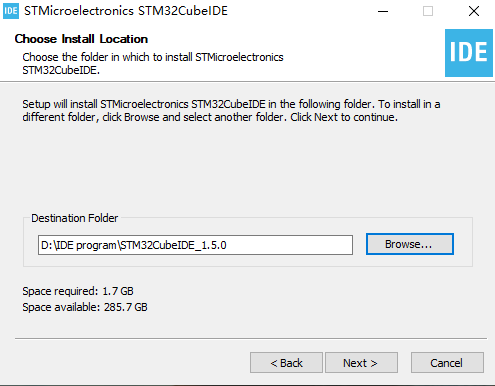 IDE STMicroelectronics STM32CubeIDE
Choose Install Location
Choose the folder in which to install STMicroelectronics
STM32CubeIDE.
IDE
Setup will install STMicroelectronics STM32CubeIDE in the following folder. To install in a
different folder, click Browse and select another folder. Click Next to continue.
Destination Folder
D:\IDE program\STM32CubeIDE_1.5.0
Browse...
Space required: 1.7 GB
Space available: 285.7 GB
< Back Next > Cancel